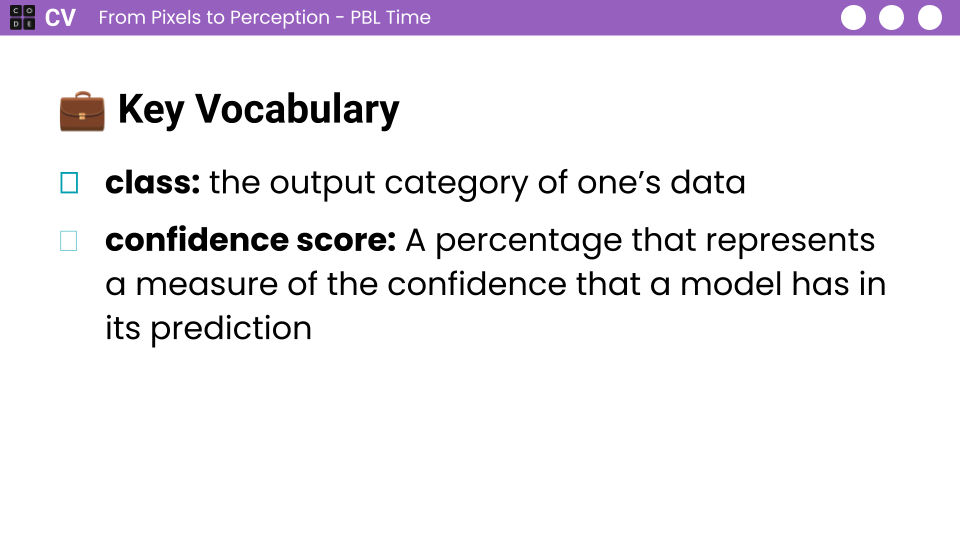 CODE CV From Pixels to Perception - PBL Time
Key Vocabulary
class: the output category of one’s data
confidence score: A percentage that represents
a measure of the confidence that a model has in
its prediction